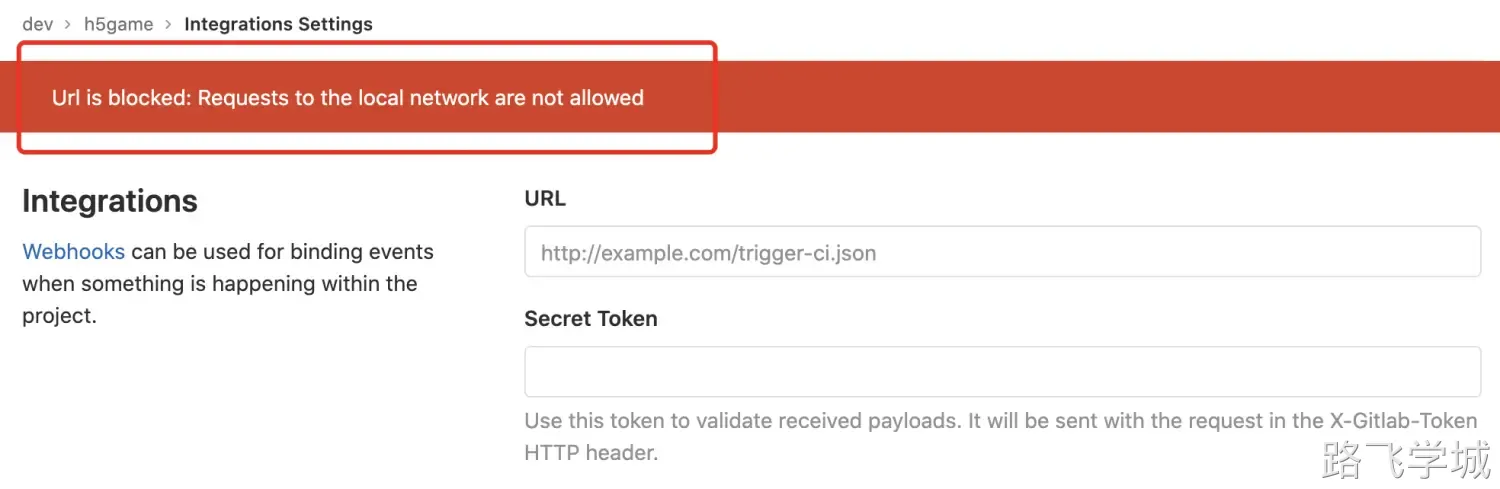 dev > h5game > Integrations Settings
Url is blocked: Requests to the local network are not allowed
Integrations
Webhooks can be used for binding events
when something is happening within the
project.
URL
http://example.com/trigger-ci.json
Secret Token
Use this token to validate received payloads. It will be sent with the request in the X-Gitlab-Token
HTTP header.
路飞学城